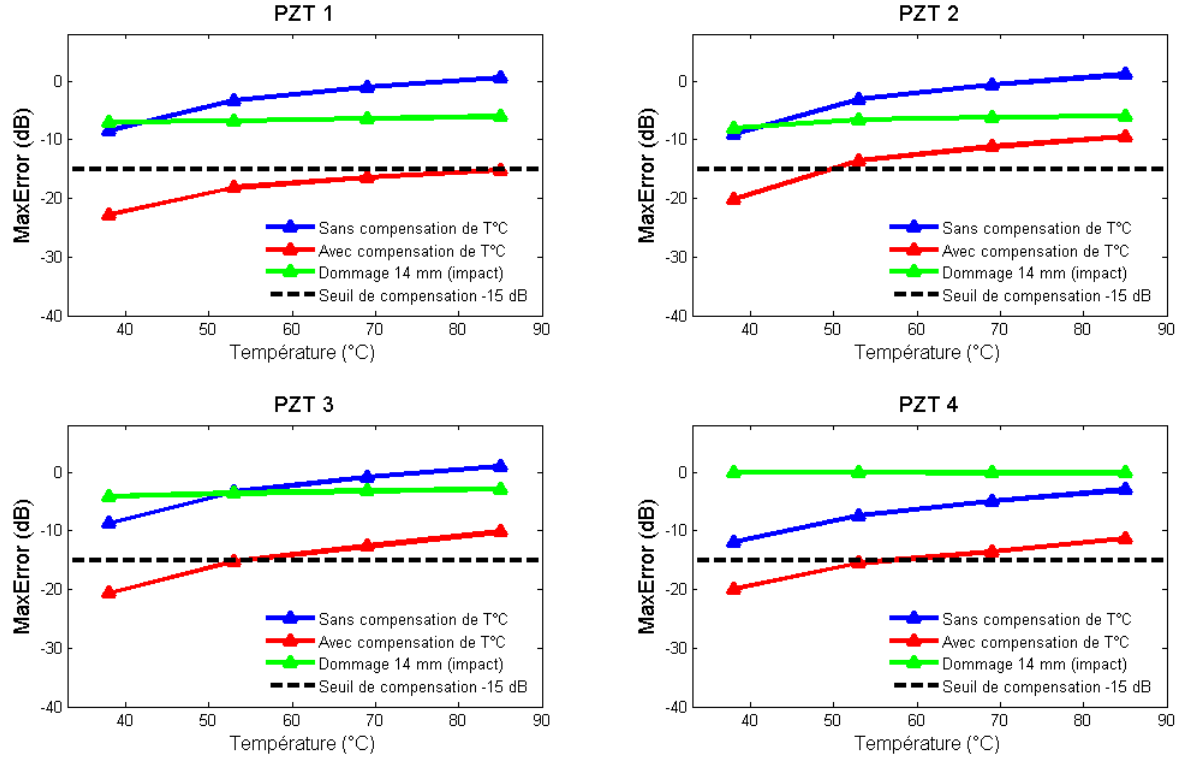 PZT 1
MaxError (dB)
0
-10
-20
-30
-40
40
50
60
70
80
90
Température (°C)
Sans compensation de T°C
Avec compensation de T°C
Dommage 14 mm (impact)
Seuil de compensation -15 dB
PZT 2
MaxError (dB)
0
-10
-20
-30
-40
40
50
60
70
80
90
Température (°C)
Sans compensation de T°C
Avec compensation de T°C
Dommage 14 mm (impact)
Seuil de compensation -15 dB
PZT 3
MaxError (dB)
0
-10
-20
-30
-40
40
50
60
70
80
90
Température (°C)
Sans compensation de T°C
Avec compensation de T°C
Dommage 14 mm (impact)
Seuil de compensation -15 dB
PZT 4
MaxError (dB)
0
-10
-20
-30
-40
40
50
60
70
80
90
Température (°C)
Sans compensation de T°C
Avec compensation de T°C
Dommage 14 mm (impact)
Seuil de compensation -15 dB